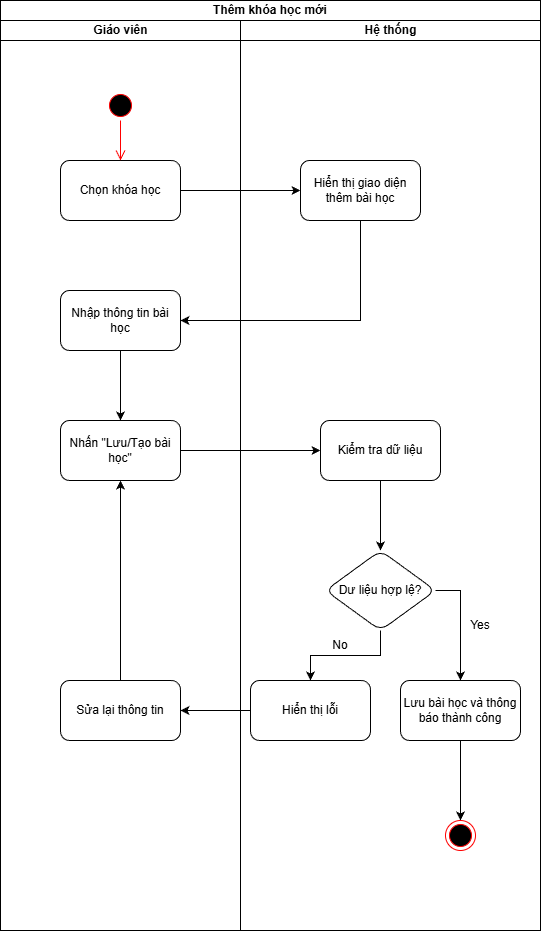 Thêm khóa học mới
Giáo viên
Hệ thống
Chọn khóa học
Hiển thị giao diện
thêm bài học
Nhập thông tin bài
học
Nhấn "Lưu/Tạo bài
học"
Kiểm tra dữ liệu
Dư liệu hợp lệ?
No
Yes
Sửa lại thông tin
Hiển thị lỗi
Lưu bài học và thông
báo thành công